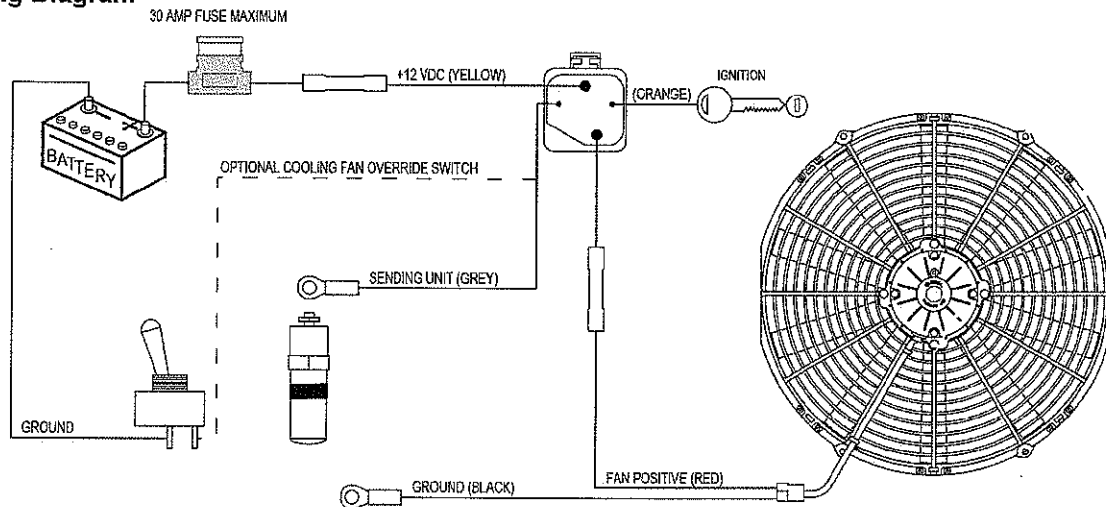 30 AMP FUSE MAXIMUM
+12 VDC (YELLOW)
IGNITION
(ORANGE)
BATTERY
OPTIONAL COOLING FAN OVERRIDE SWITCH
SENDING UNIT (GREY)
GROUND
FAN POSITIVE (RED)
GROUND (BLACK)